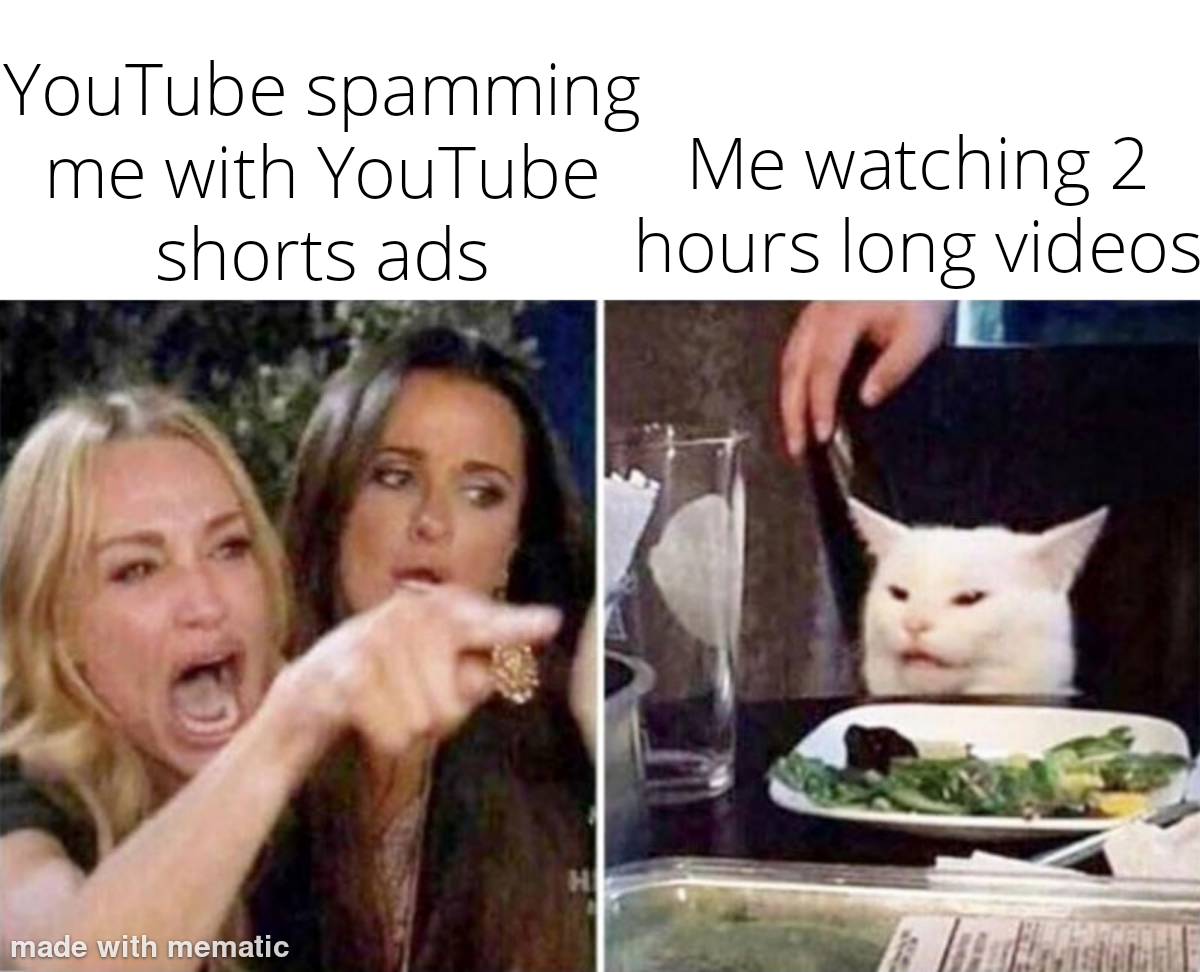 YouTube spamming
me with YouTube
shorts ads
Me watching 2
hours long videos
made with mematic